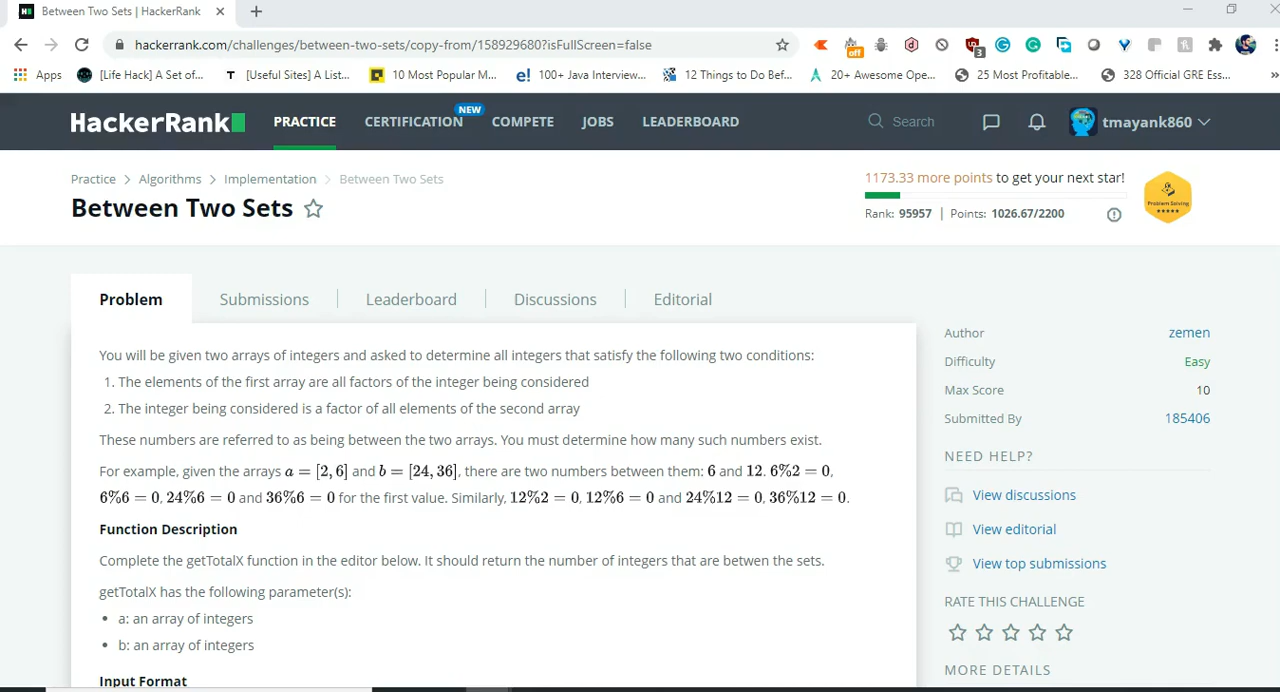 Between Two Sets | HackerRank
hackerrank.com/challenges/between-two-sets/copy-from/158929680?isFullScreen=false
off
3
Apps
[Life Hack] A Set of...
T
[Useful Sites] A List...
10 Most Popular M...
e!
100+ Java Interview...
12 Things to Do Bef...
20+ Awesome Ope...
25 Most Profitable...
328 Official GRE Ess...
»
HackerRank
PRACTICE
CERTIFICATION
NEW
COMPETE
JOBS
LEADERBOARD
Search
tmayank860
Practice > Algorithms > Implementation > Between Two Sets
Between Two Sets
1173.33 more points to get your next star!
Rank: 95957 | Points: 1026.67/2200
Problem Solving
Problem
Submissions
Leaderboard
Discussions
Editorial
You will be given two arrays of integers and asked to determine all integers that satisfy the following two conditions:
1. The elements of the first array are all factors of the integer being considered
2. The integer being considered is a factor of all elements of the second array
These numbers are referred to as being between the two arrays. You must determine how many such numbers exist.
For example, given the arrays a = [2, 6] and b = [24, 36], there are two numbers between them: 6 and 12. 6%2 = 0,
6%6 = 0, 24%6 = 0 and 36%6 = 0 for the first value. Similarly, 12%2 = 0, 12%6 = 0 and 24%12 = 0, 36%12 = 0.
Function Description
Complete the getTotalX function in the editor below. It should return the number of integers that are betwen the sets.
getTotalX has the following parameter(s):
• a: an array of integers
• b: an array of integers
Input Format
Author zemen
Difficulty Easy
Max Score 10
Submitted By 185406
NEED HELP?
View discussions
View editorial
View top submissions
RATE THIS CHALLENGE
MORE DETAILS